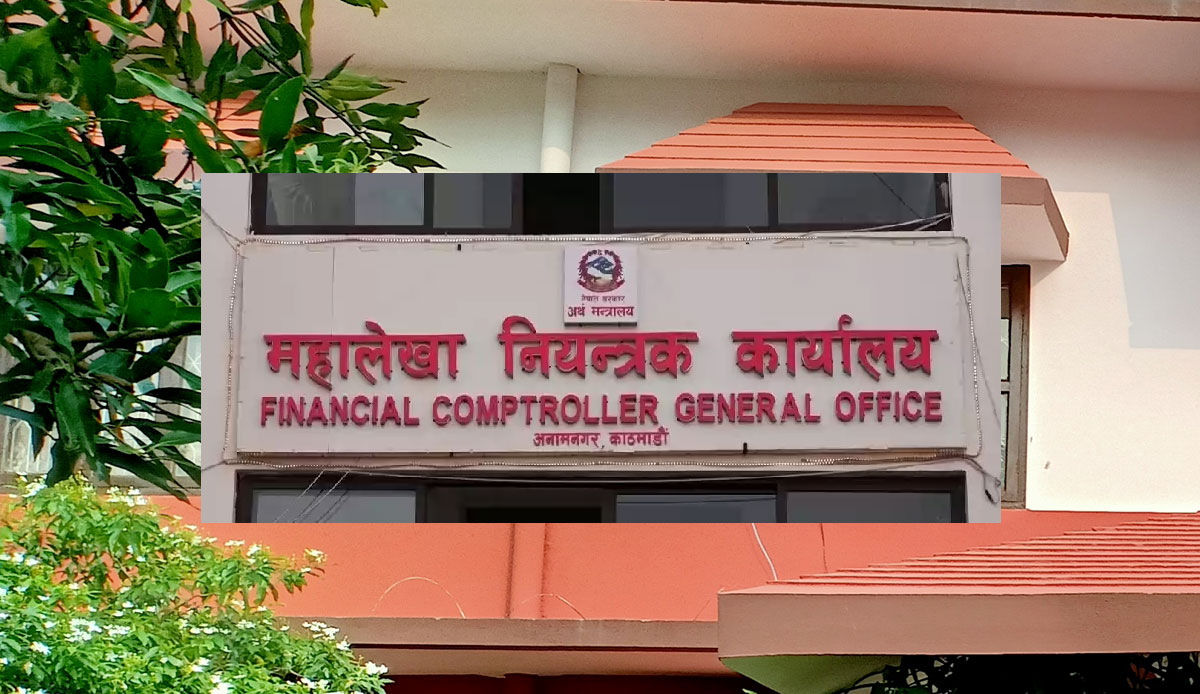 नेपाल सरकार
अर्थ मन्त्रालय
महालेखा नियन्त्रक कार्यालय
FINANCIAL COMPTROLLER GENERAL OFFICE
अनामनगर, काठमाडौं